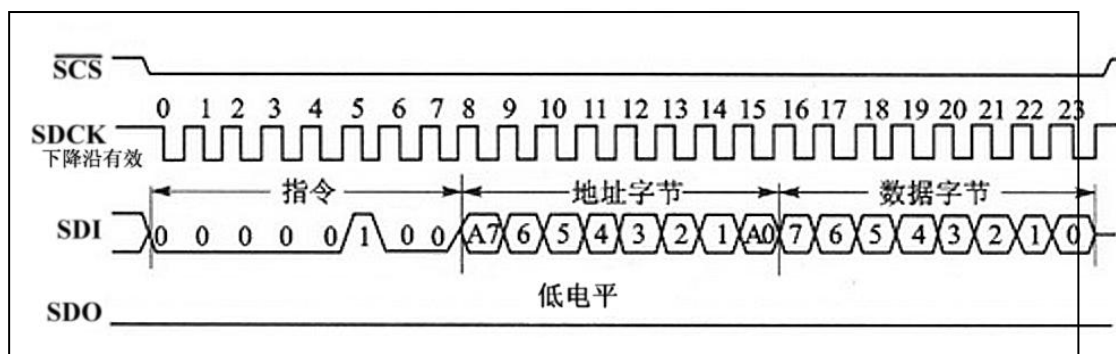 SCS
0 1 2 3 4 5 6 7 8 9 10 11 12 13 14 15 16 17 18 19 20 21 22 23
SDCK
下降沿有效
指令 地址字节 数据字节
SDI 0 0 0 0 0 1 0 0 A7 6 5 4 3 2 1 A0 7 6 5 4 3 2 1 0
低电平
SDO